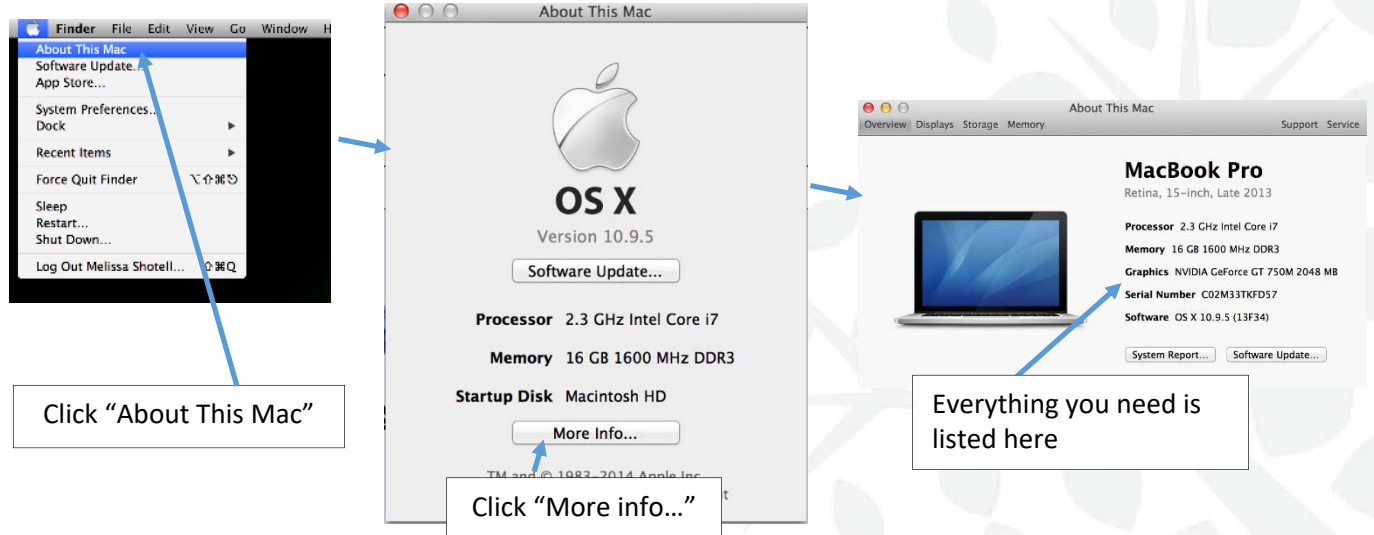 Finder File Edit View Go Window H
About This Mac
Software Update...
App Store...
System Preferences...
Dock
Recent Items
Force Quit Finder ⌥⇧⌘⎋
Sleep
Restart...
Shut Down...
Log Out Melissa Shotell... ⇧⌘Q
Click “About This Mac”
About This Mac
OS X
Version 10.9.5
Software Update...
Processor 2.3 GHz Intel Core i7
Memory 16 GB 1600 MHz DDR3
Startup Disk Macintosh HD
More Info...
TM and © 1983-2014 Apple Inc.
Click “More info…”
About This Mac
Overview Displays Storage Memory Support Service
MacBook Pro
Retina, 15-inch, Late 2013
Processor 2.3 GHz Intel Core i7
Memory 16 GB 1600 MHz DDR3
Graphics NVIDIA GeForce GT 750M 2048 MB
Serial Number C02M33TKFD57
Software OS X 10.9.5 (13F34)
System Report... Software Update...
Everything you need is
listed here